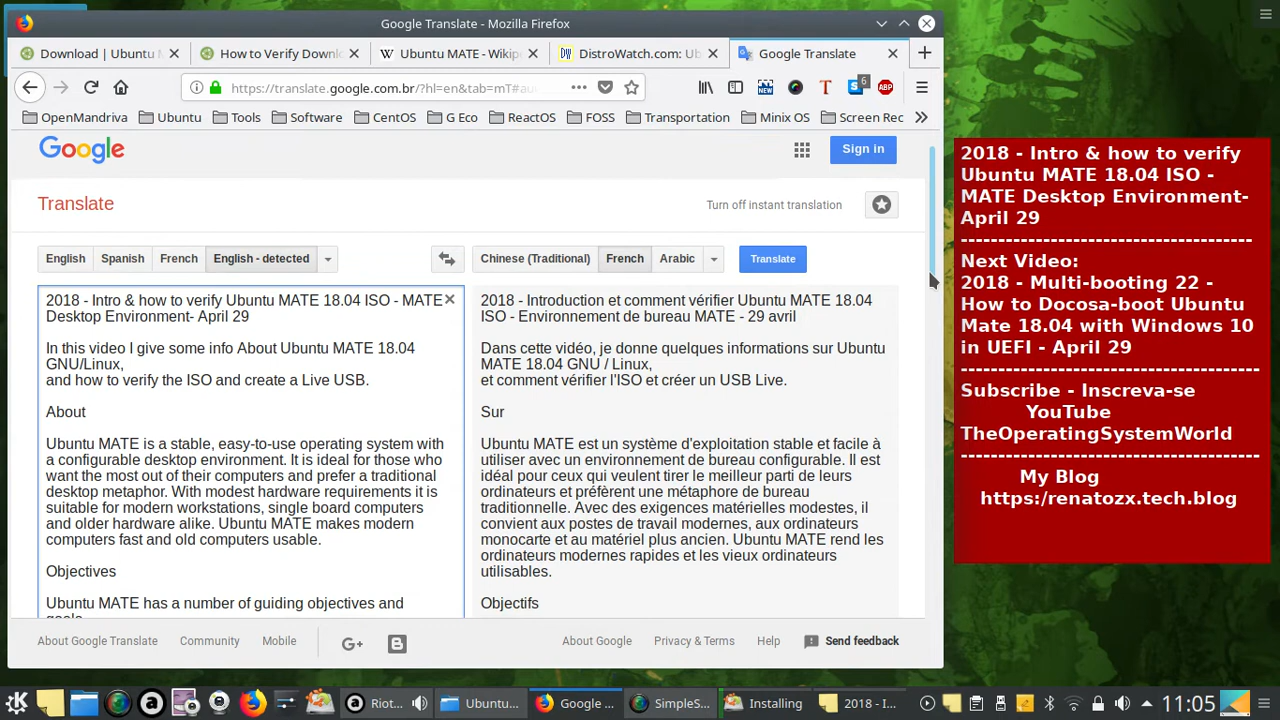 Google Translate - Mozilla Firefox
Download | Ubuntu M
How to Verify Downl
Ubuntu MATE - Wikip
DistroWatch.com: Ub
Google Translate
https://translate.google.com.br/?hl=en&tab=mT#au
6
ABP
OpenMandriva
Ubuntu
Tools
Software
CentOS
G Eco
ReactOS
FOSS
Transportation
Minix OS
Screen Rec
Google
Sign in
Translate
Turn off instant translation
English
Spanish
French
English - detected
Chinese (Traditional)
French
Arabic
Translate
2018 - Intro & how to verify Ubuntu MATE 18.04 ISO - MATE
Desktop Environment- April 29
In this video I give some info About Ubuntu MATE 18.04
GNU/Linux,
and how to verify the ISO and create a Live USB.
About
Ubuntu MATE is a stable, easy-to-use operating system with
a configurable desktop environment. It is ideal for those who
want the most out of their computers and prefer a traditional
desktop metaphor. With modest hardware requirements it is
suitable for modern workstations, single board computers
and older hardware alike. Ubuntu MATE makes modern
computers fast and old computers usable.
Objectives
Ubuntu MATE has a number of guiding objectives and
goals
2018 - Introduction et comment vérifier Ubuntu MATE 18.04
ISO - Environnement de bureau MATE - 29 avril
Dans cette vidéo, je donne quelques informations sur Ubuntu
MATE 18.04 GNU / Linux,
et comment vérifier l'ISO et créer un USB Live.
Sur
Ubuntu MATE est un système d'exploitation stable et facile à
utiliser avec un environnement de bureau configurable. Il est
idéal pour ceux qui veulent tirer le meilleur parti de leurs
ordinateurs et préfèrent une métaphore de bureau
traditionnelle. Avec des exigences matérielles modestes, il
convient aux postes de travail modernes, aux ordinateurs
monocarte et au matériel plus ancien. Ubuntu MATE rend les
ordinateurs modernes rapides et les vieux ordinateurs
utilisables.
Objectifs
About Google Translate
Community
Mobile
About Google
Privacy & Terms
Help
Send feedback
2018 - Intro & how to verify
Ubuntu MATE 18.04 ISO -
MATE Desktop Environment-
April 29
---------------------------------------
Next Video:
2018 - Multi-booting 22 -
How to Docosa-boot Ubuntu
Mate 18.04 with Windows 10
in UEFI - April 29
----------------------------------------
Subscribe - Inscreva-se
YouTube
TheOperatingSystemWorld
----------------------------------------
My Blog
https:/renatozx.tech.blog
Riot...
Ubuntu...
Google ...
SimpleS...
Installing
2018 - I...
11:05